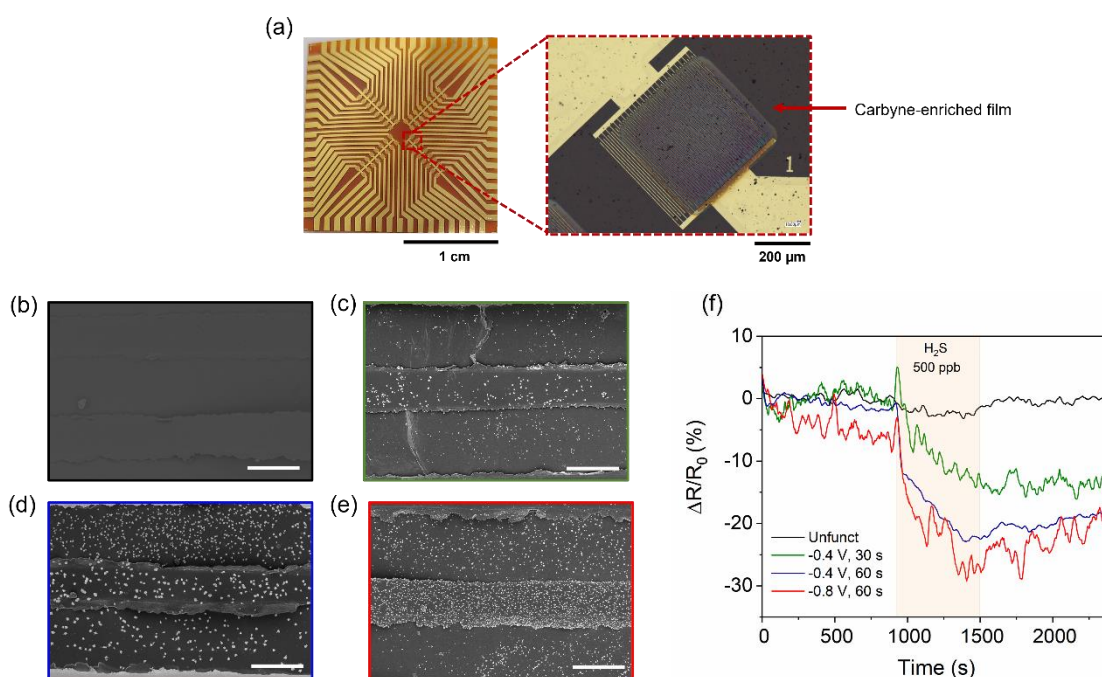 (a)
Carbyne-enriched film
1
1 cm
200 µm
(b)
(c)
(d)
(e)
(f)
10
0
-10
-20
-30
ΔR/R₀ (%)
H₂S
500 ppb
Unfunct
-0.4 V, 30 s
-0.4 V, 60 s
-0.8 V, 60 s
0
500
1000
1500
2000
Time (s)